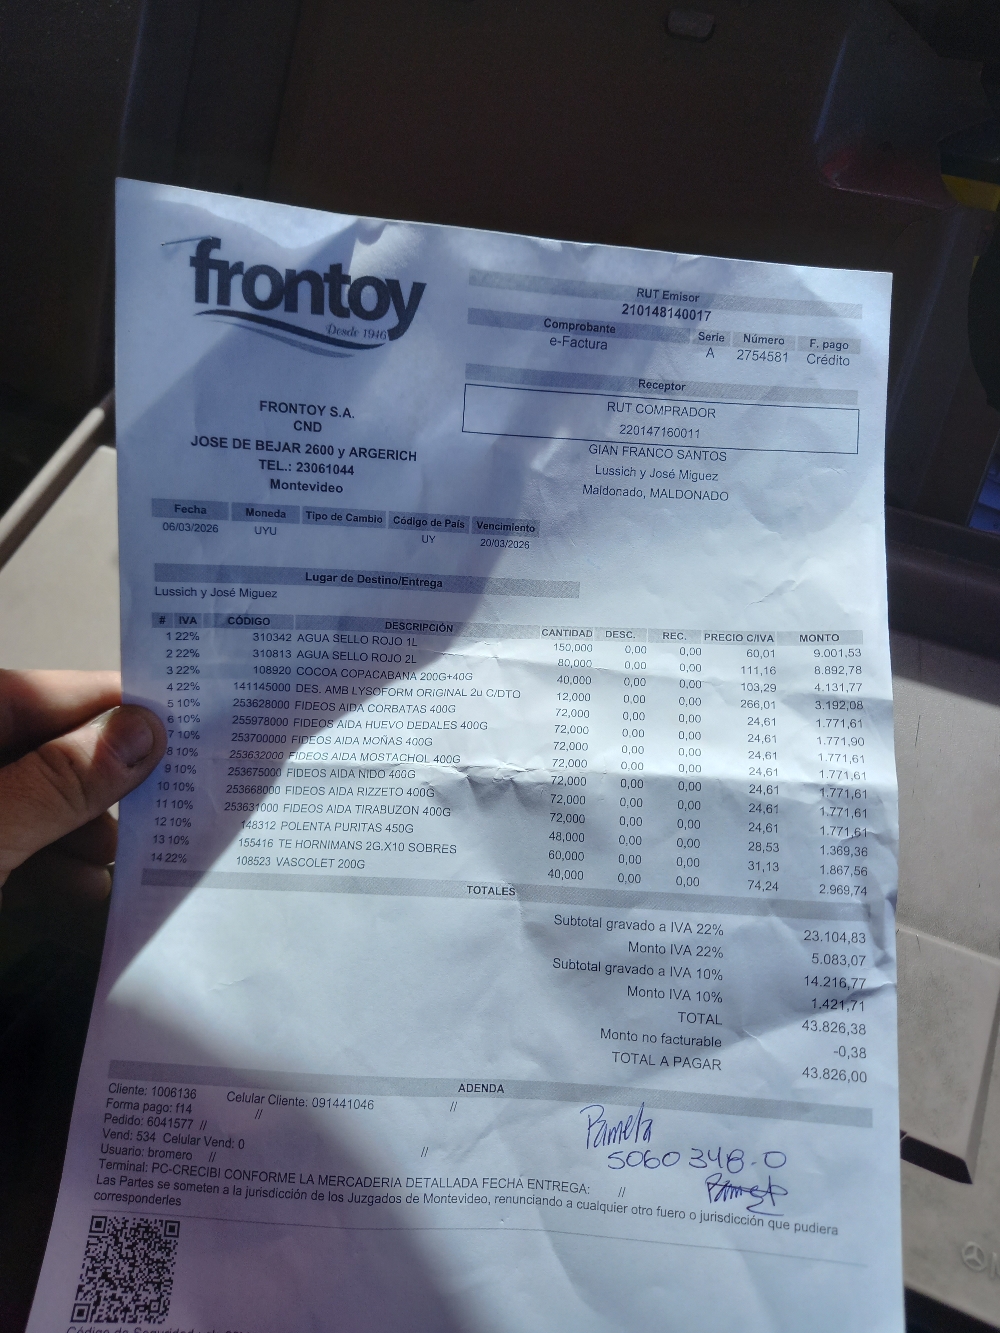 frontoy
Desde 1946
RUT Emisor
210148140017
Comprobante Serie Número F. pago
e-Factura A 2754581 Crédito
Receptor
RUT COMPRADOR
220147160011
GIAN FRANCO SANTOS
Lussich y José Miguez
Maldonado, MALDONADO
FRONTOY S.A.
CND
JOSE DE BEJAR 2600 y ARGERICH
TEL.: 23061044
Montevideo
Fecha Moneda Tipo de Cambio Código de País Vencimiento
06/03/2026 UYU UY 20/03/2026
Lugar de Destino/Entrega
Lussich y José Miguez
# IVA CÓDIGO DESCRIPCIÓN CANTIDAD DESC. REC. PRECIO C/IVA MONTO
1 22% 310342 AGUA SELLO ROJO 1L 150,000 0,00 0,00 60,01 9.001,53
2 22% 310813 AGUA SELLO ROJO 2L 80,000 0,00 0,00 111,16 8.892,78
3 22% 108920 COCOA COPACABANA 200G+40G 40,000 0,00 0,00 103,29 4.131,77
4 22% 141145000 DES. AMB LYSOFORM ORIGINAL 2u C/DTO 12,000 0,00 0,00 266,01 3.192,08
5 10% 253628000 FIDEOS AIDA CORBATAS 400G 72,000 0,00 0,00 24,61 1.771,61
6 10% 255978000 FIDEOS AIDA HUEVO DEDALES 400G 72,000 0,00 0,00 24,61 1.771,90
7 10% 253700000 FIDEOS AIDA MOÑAS 400G 72,000 0,00 0,00 24,61 1.771,61
8 10% 253632000 FIDEOS AIDA MOSTACHOL 400G 72,000 0,00 0,00 24,61 1.771,61
9 10% 253675000 FIDEOS AIDA NIDO 400G 72,000 0,00 0,00 24,61 1.771,61
10 10% 253668000 FIDEOS AIDA RIZZETO 400G 72,000 0,00 0,00 24,61 1.771,61
11 10% 253631000 FIDEOS AIDA TIRABUZON 400G 72,000 0,00 0,00 24,61 1.771,61
12 10% 148312 POLENTA PURITAS 450G 48,000 0,00 0,00 28,53 1.369,36
13 10% 155416 TE HORNIMANS 2G.X10 SOBRES 60,000 0,00 0,00 31,13 1.867,56
14 22% 108523 VASCOLET 200G 40,000 0,00 0,00 74,24 2.969,74
TOTALES
Subtotal gravado a IVA 22% 23.104,83
Monto IVA 22% 5.083,07
Subtotal gravado a IVA 10% 14.216,77
Monto IVA 10% 1.421,71
TOTAL 43.826,38
Monto no facturable -0,38
TOTAL A PAGAR 43.826,00
ADENDA
Cliente: 1006136 Celular Cliente: 091441046 //
Forma pago: f14 //
Pedido: 6041577 //
Vend: 534 Celular Vend: 0
Usuario: bromero // //
Terminal: PC-CRECIBI CONFORME LA MERCADERIA DETALLADA FECHA ENTREGA: //
Las Partes se someten a la jurisdicción de los Juzgados de Montevideo, renunciando a cualquier otro fuero o jurisdicción que pudiera
corresponderles
Pamela
5060348-0